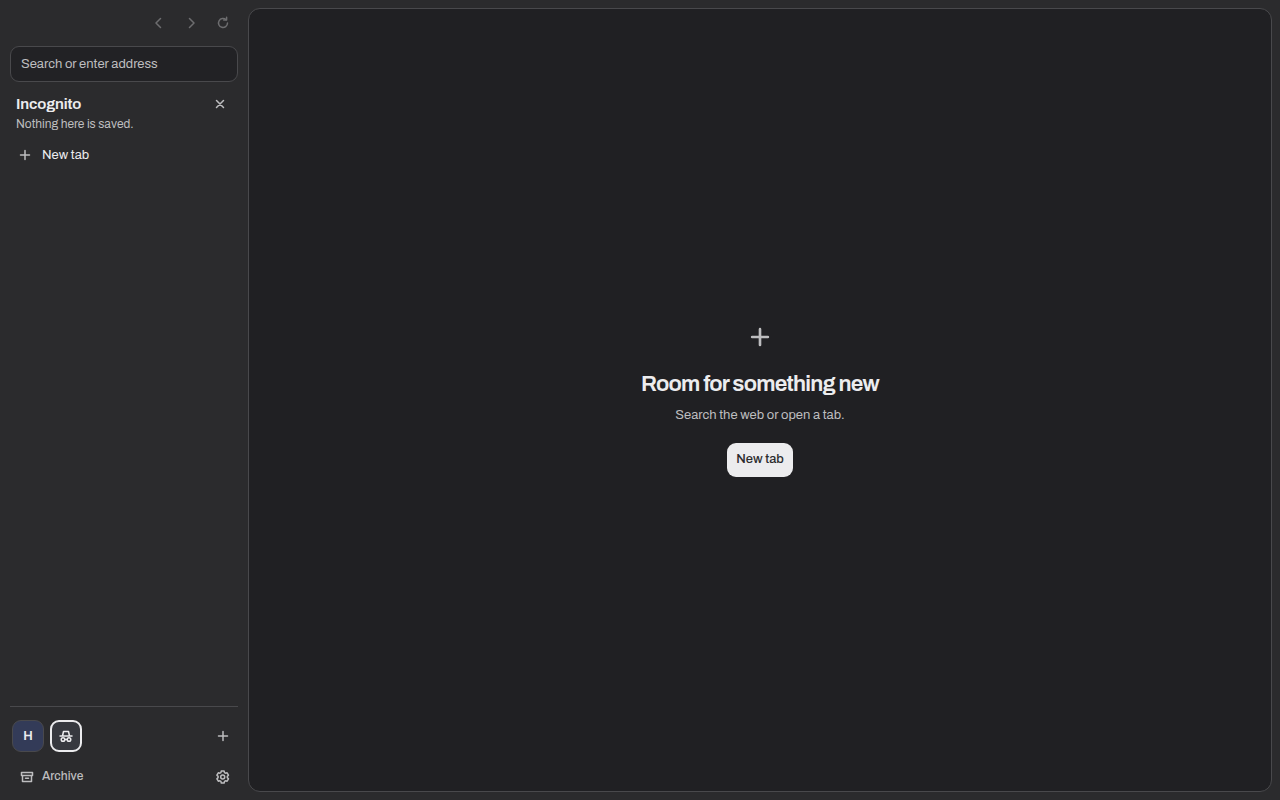 Search or enter address
Incognito
Nothing here is saved.
New tab
Room for something new
Search the web or open a tab.
New tab
H
Archive